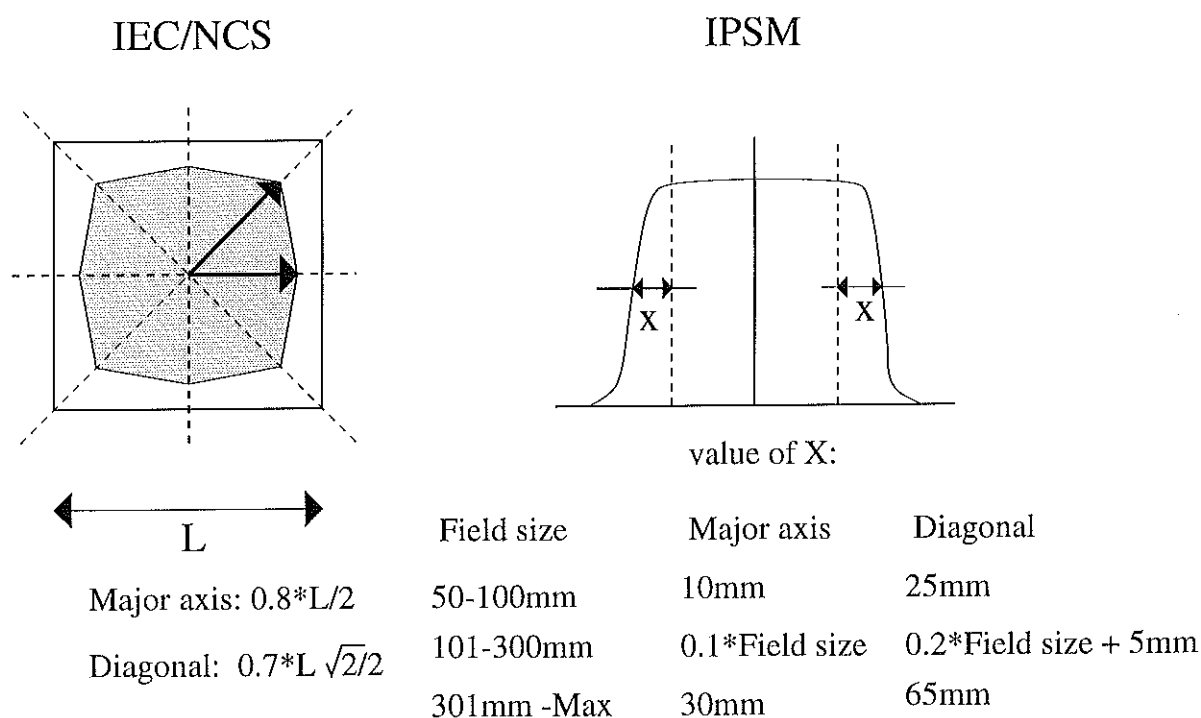 IEC/NCS
IPSM
X
X
value of X:
L
Major axis: 0.8*L/2
Diagonal: 0.7*L √2/2
Field size Major axis Diagonal
50-100mm 10mm 25mm
101-300mm 0.1*Field size 0.2*Field size + 5mm
301mm -Max 30mm 65mm